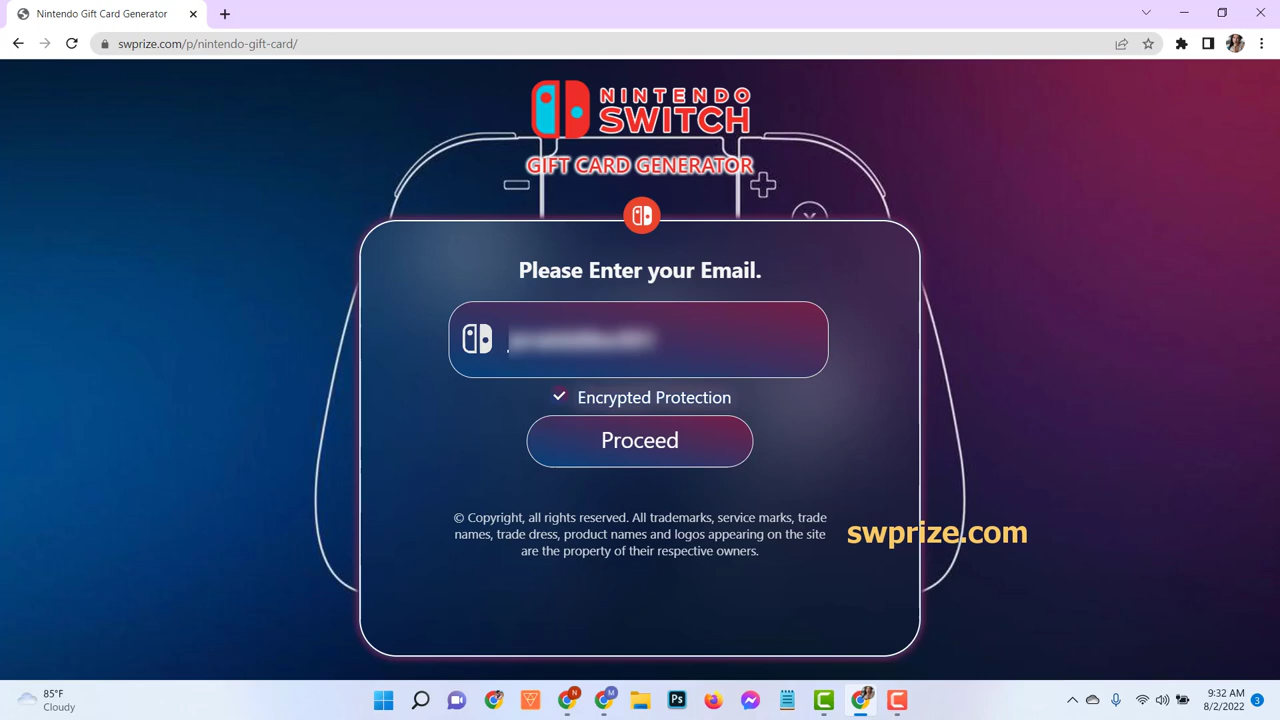 Nintendo Gift Card Generator
swprize.com/p/nintendo-gift-card/
NINTENDO
SWITCH
GIFT CARD GENERATOR
Please Enter your Email.
Encrypted Protection
Proceed
© Copyright, all rights reserved. All trademarks, service marks, trade
names, trade dress, product names and logos appearing on the site
are the property of their respective owners.
swprize.com
85°F
Cloudy
N
M
Ps
C
C
9:32 AM
8/2/2022
3